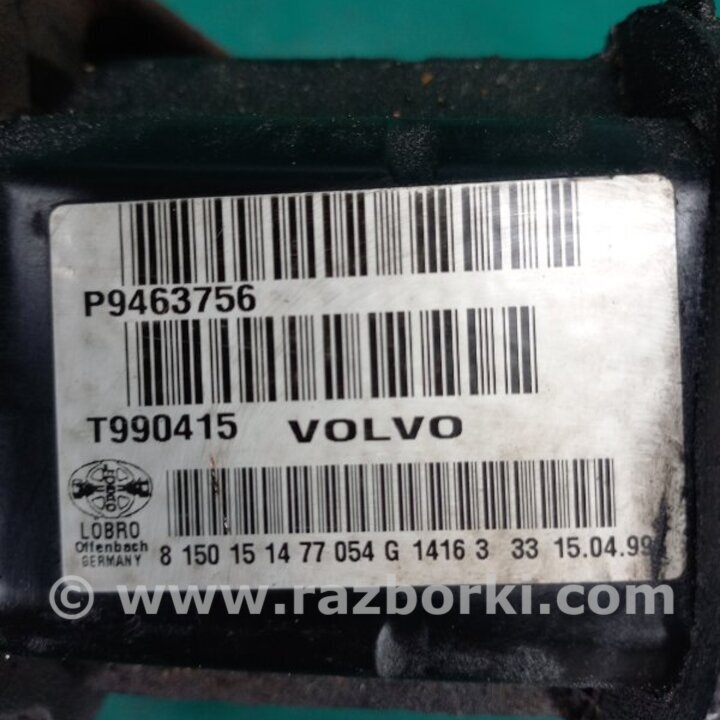 P9463756
T990415 VOLVO
LOBRO
Offenbach
GERMANY
8 150 15 14 77 054 G 1416 3 33 15.04.99
© www.razborki.com